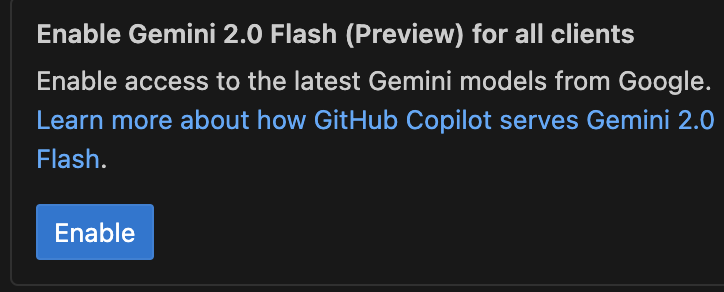 Enable Gemini 2.0 Flash (Preview) for all clients
Enable access to the latest Gemini models from Google.
Learn more about how GitHub Copilot serves Gemini 2.0
Flash.
Enable